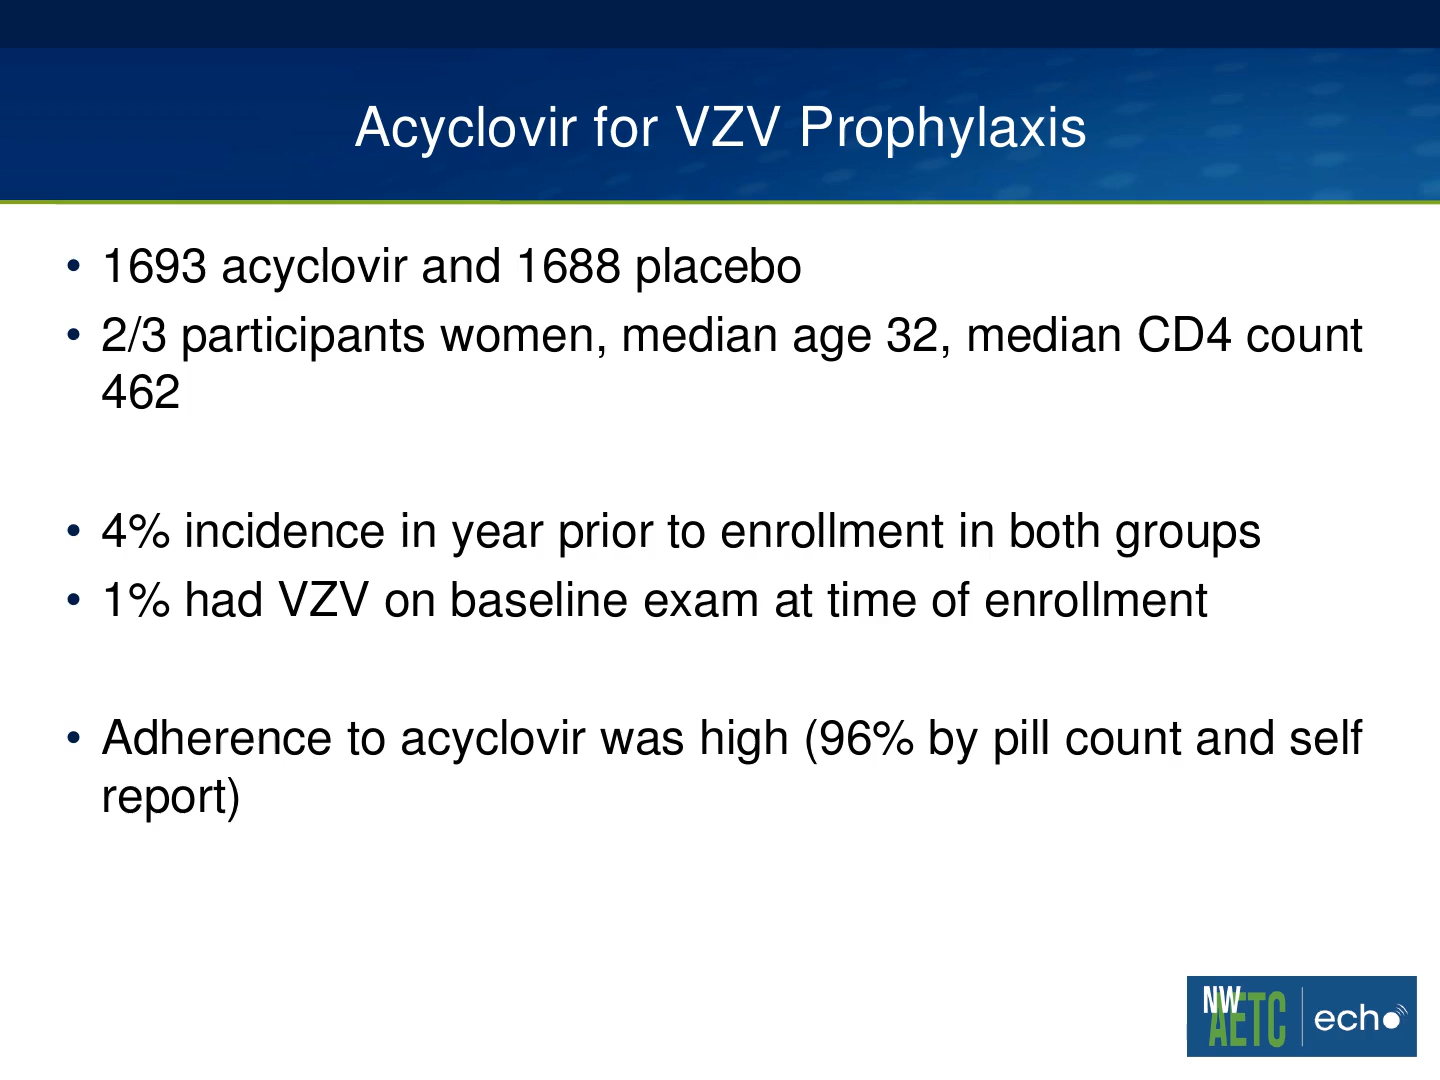 Acyclovir for VZV Prophylaxis
• 1693 acyclovir and 1688 placebo
• 2/3 participants women, median age 32, median CD4 count
462
• 4% incidence in year prior to enrollment in both groups
• 1% had VZV on baseline exam at time of enrollment
• Adherence to acyclovir was high (96% by pill count and self
report)
NW
AETC
echo